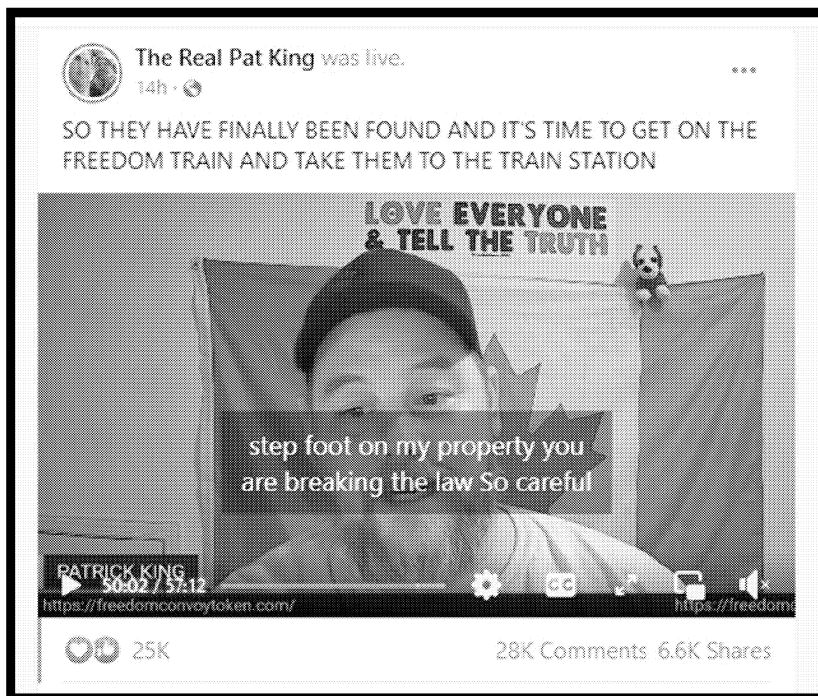 The Real Pat King was live.
14h ·
SO THEY HAVE FINALLY BEEN FOUND AND IT'S TIME TO GET ON THE
FREEDOM TRAIN AND TAKE THEM TO THE TRAIN STATION
LOVE EVERYONE
& TELL THE TRUTH
step foot on my property you
are breaking the law So careful
PATRICK KING
50:02 / 57:12
CC
https://freedomconvoytoken.com/
https://freedomc
25K
28K Comments 6.6K Shares